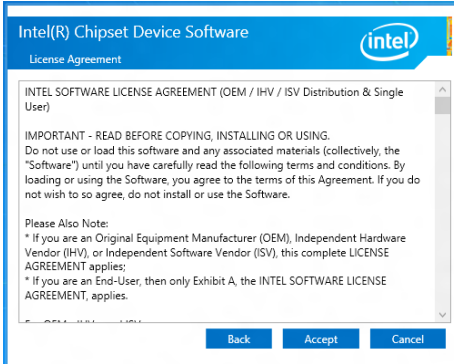 Intel(R) Chipset Device Software
intel
License Agreement
INTEL SOFTWARE LICENSE AGREEMENT (OEM / IHV / ISV Distribution & Single
User)
IMPORTANT - READ BEFORE COPYING, INSTALLING OR USING.
Do not use or load this software and any associated materials (collectively, the
"Software") until you have carefully read the following terms and conditions. By
loading or using the Software, you agree to the terms of this Agreement. If you do
not wish to so agree, do not install or use the Software.
Please Also Note:
* If you are an Original Equipment Manufacturer (OEM), Independent Hardware
Vendor (IHV), or Independent Software Vendor (ISV), this complete LICENSE
AGREEMENT applies;
* If you are an End-User, then only Exhibit A, the INTEL SOFTWARE LICENSE
AGREEMENT, applies.
Back
Accept
Cancel